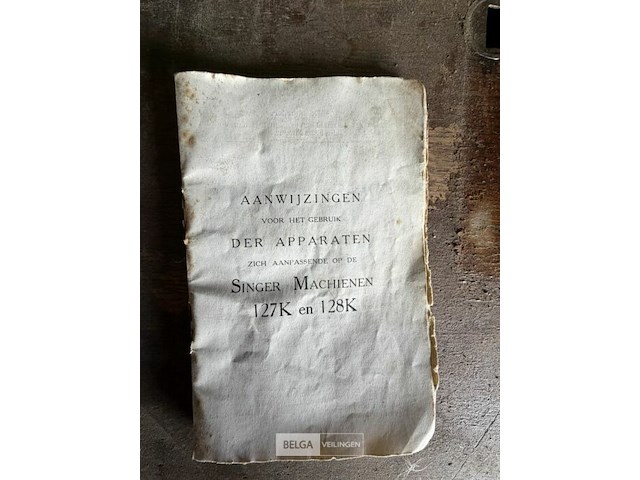 AANWIJZINGEN
VOOR HET GEBRUIK
DER APPARATEN
ZICH AANPASSENDE OP DE
SINGER MACHIENEN
127K en 128K
BELGA VEILINGEN